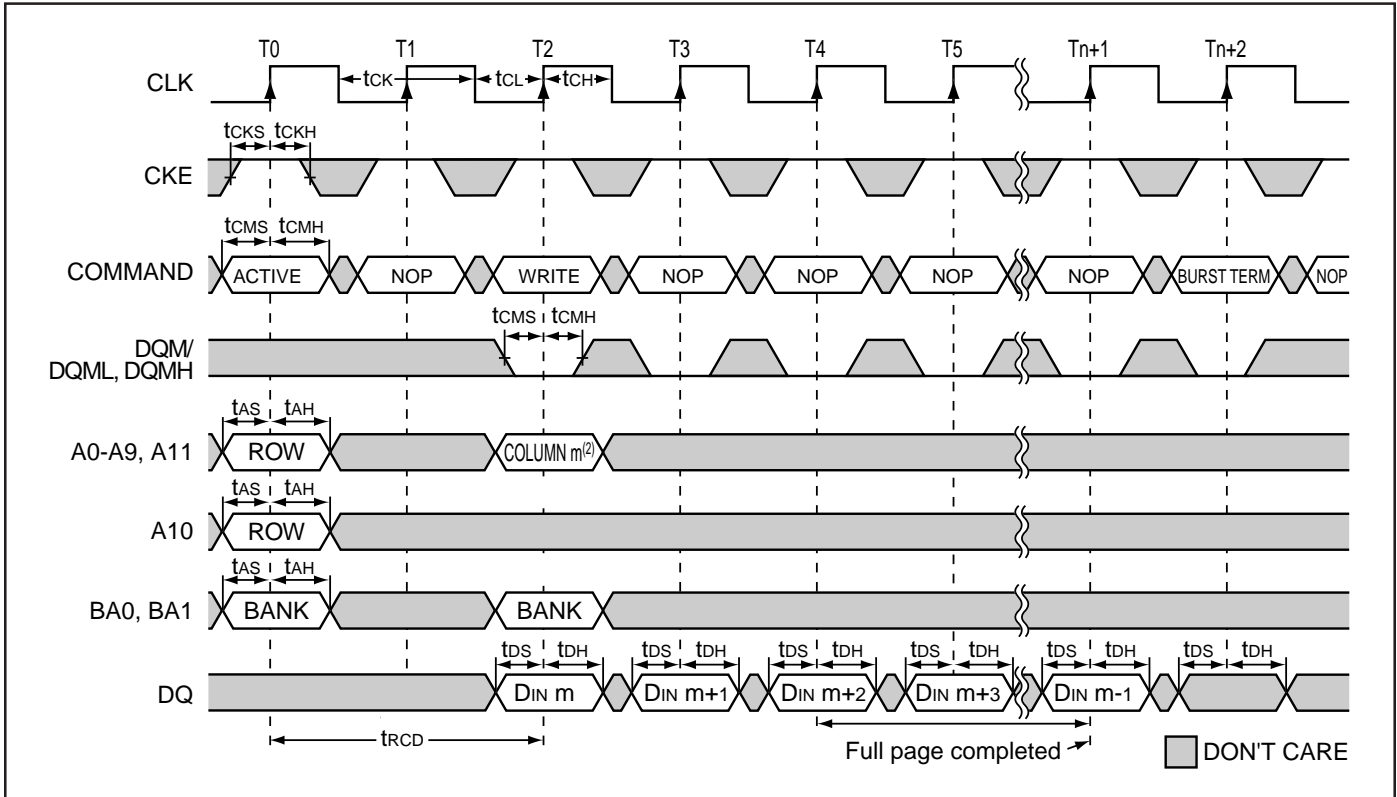 T0 T1 T2 T3 T4 T5 Tn+1 Tn+2
CLK
tCK tCL tCH
tCKS tCKH
CKE
tCMS tCMH
COMMAND ACTIVE NOP WRITE NOP NOP NOP NOP BURST TERM NOP
tCMS tCMH
DQM/
DQML, DQMH
tAS tAH
A0-A9, A11 ROW COLUMN m(2)
tAS tAH
A10 ROW
tAS tAH
BA0, BA1 BANK BANK
tDS tDH tDS tDH tDS tDH tDS tDH tDS tDH tDS tDH
DQ DIN m DIN m+1 DIN m+2 DIN m+3 DIN m-1
tRCD
Full page completed
DON'T CARE